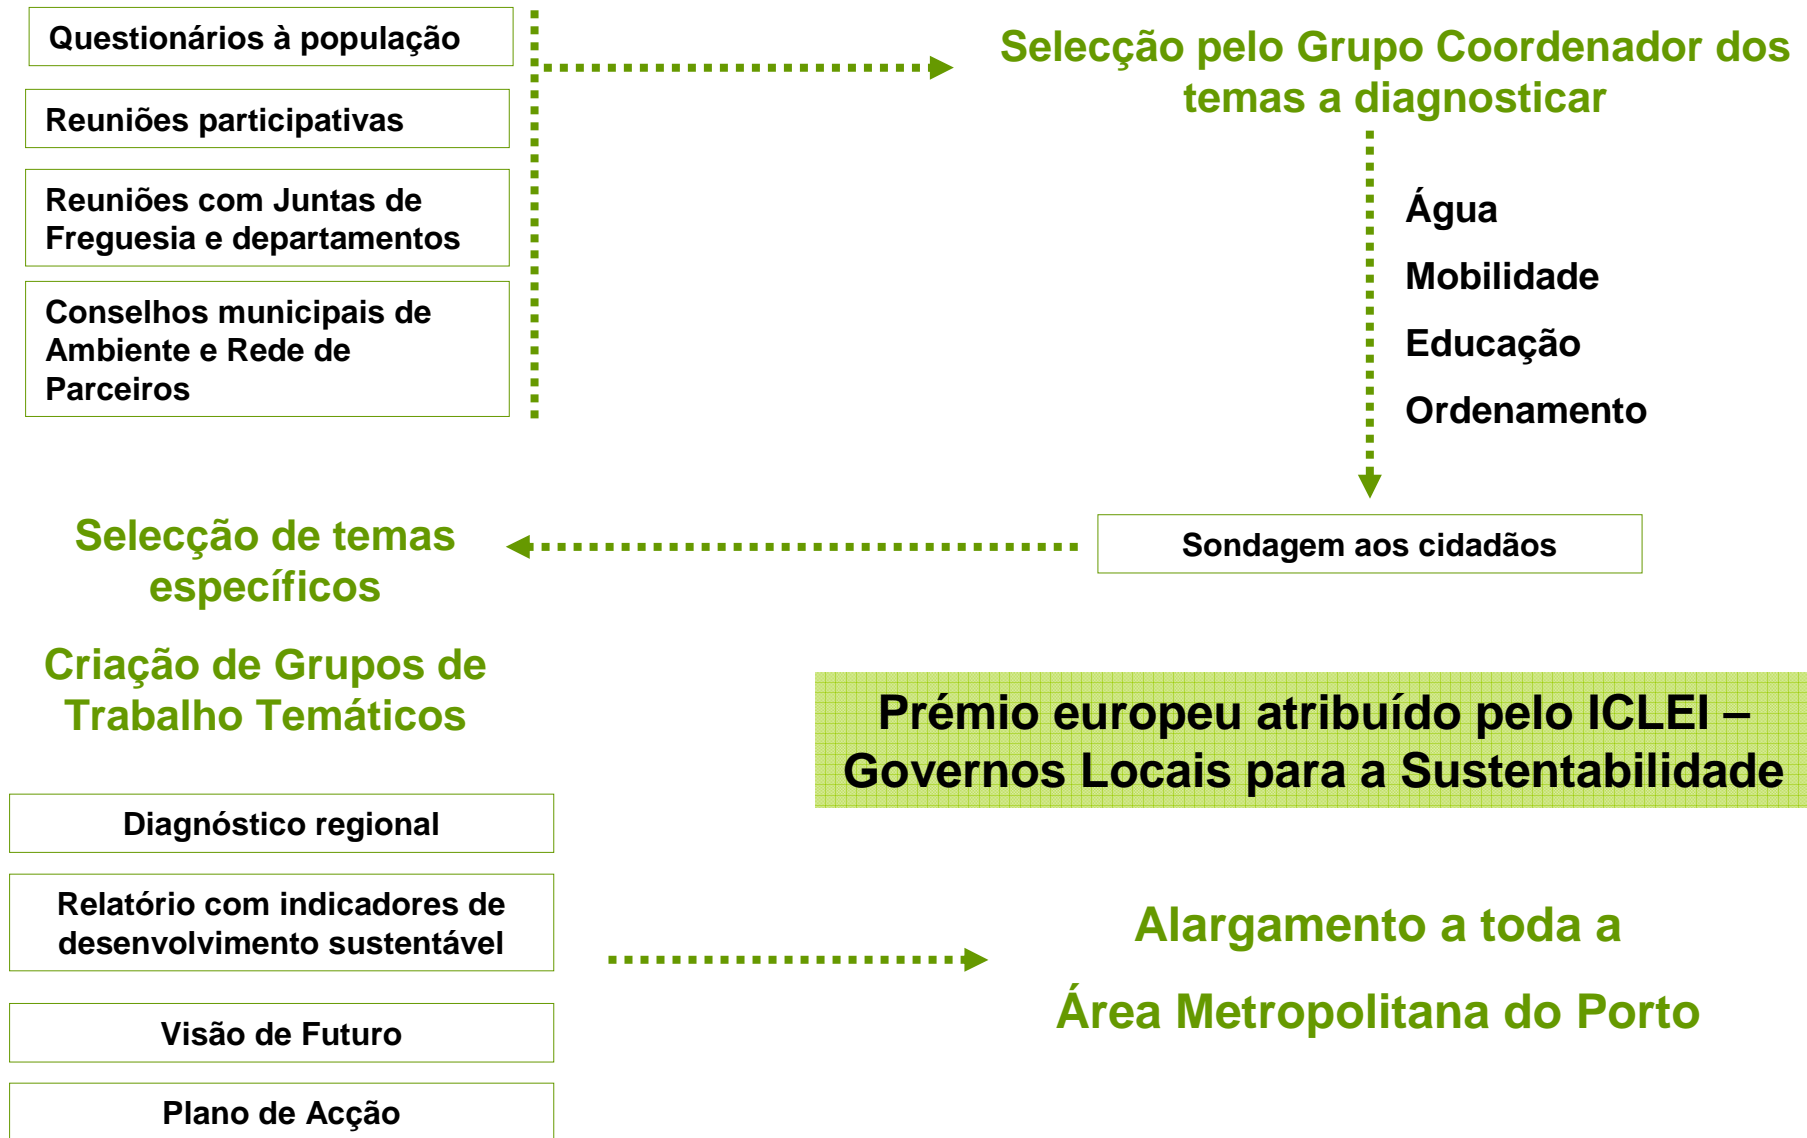 Questionários à população
Reuniões participativas
Reuniões com Juntas de
Freguesia e departamentos
Conselhos municipais de
Ambiente e Rede de
Parceiros
Selecção pelo Grupo Coordenador dos
temas a diagnosticar
Água
Mobilidade
Educação
Ordenamento
Sondagem aos cidadãos
Selecção de temas
específicos
Criação de Grupos de
Trabalho Temáticos
Prémio europeu atribuído pelo ICLEI –
Governos Locais para a Sustentabilidade
Diagnóstico regional
Relatório com indicadores de
desenvolvimento sustentável
Visão de Futuro
Plano de Acção
Alargamento a toda a
Área Metropolitana do Porto